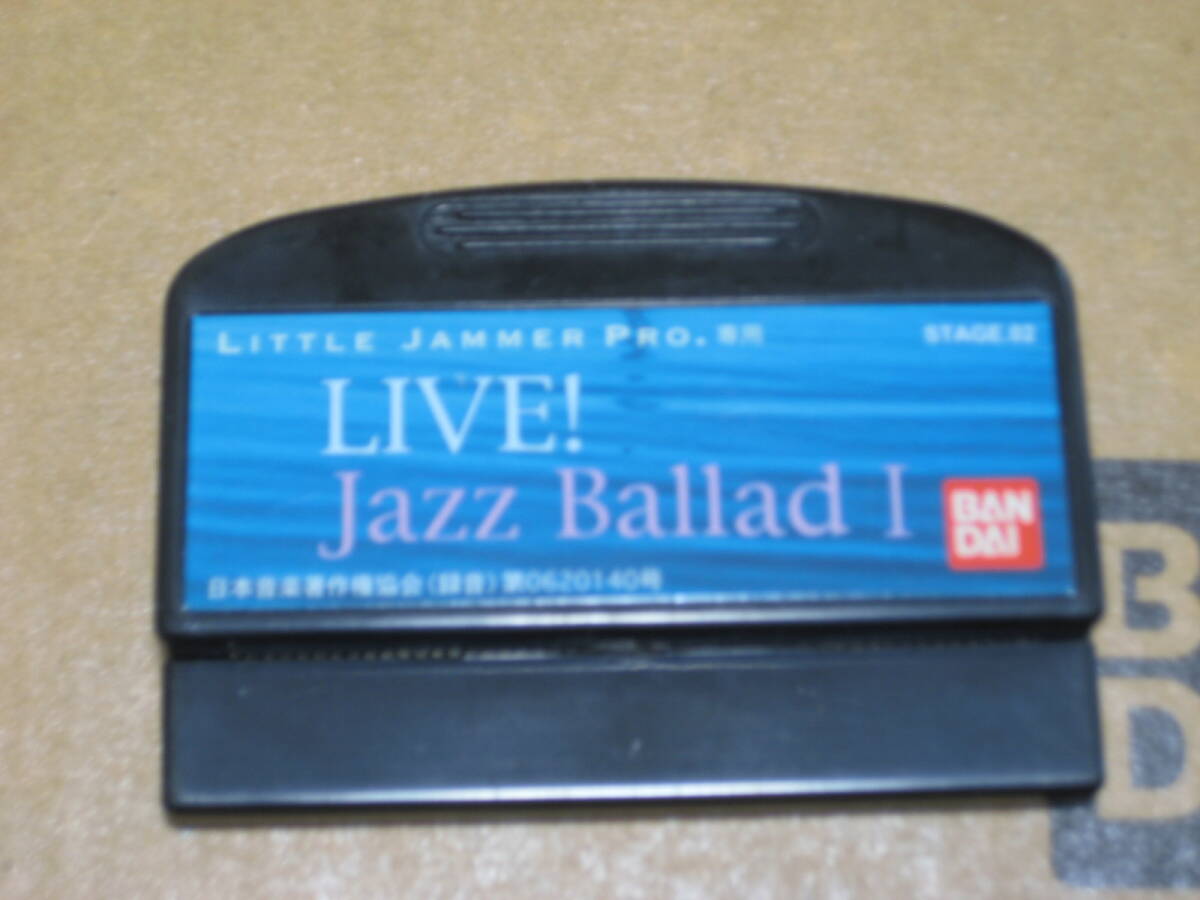 LITTLE JAMMER PRO. 専用
STAGE.02
LIVE!
Jazz Ballad I
BAN
DAI
日本音楽著作権協会(録音)第0620140号
B
D